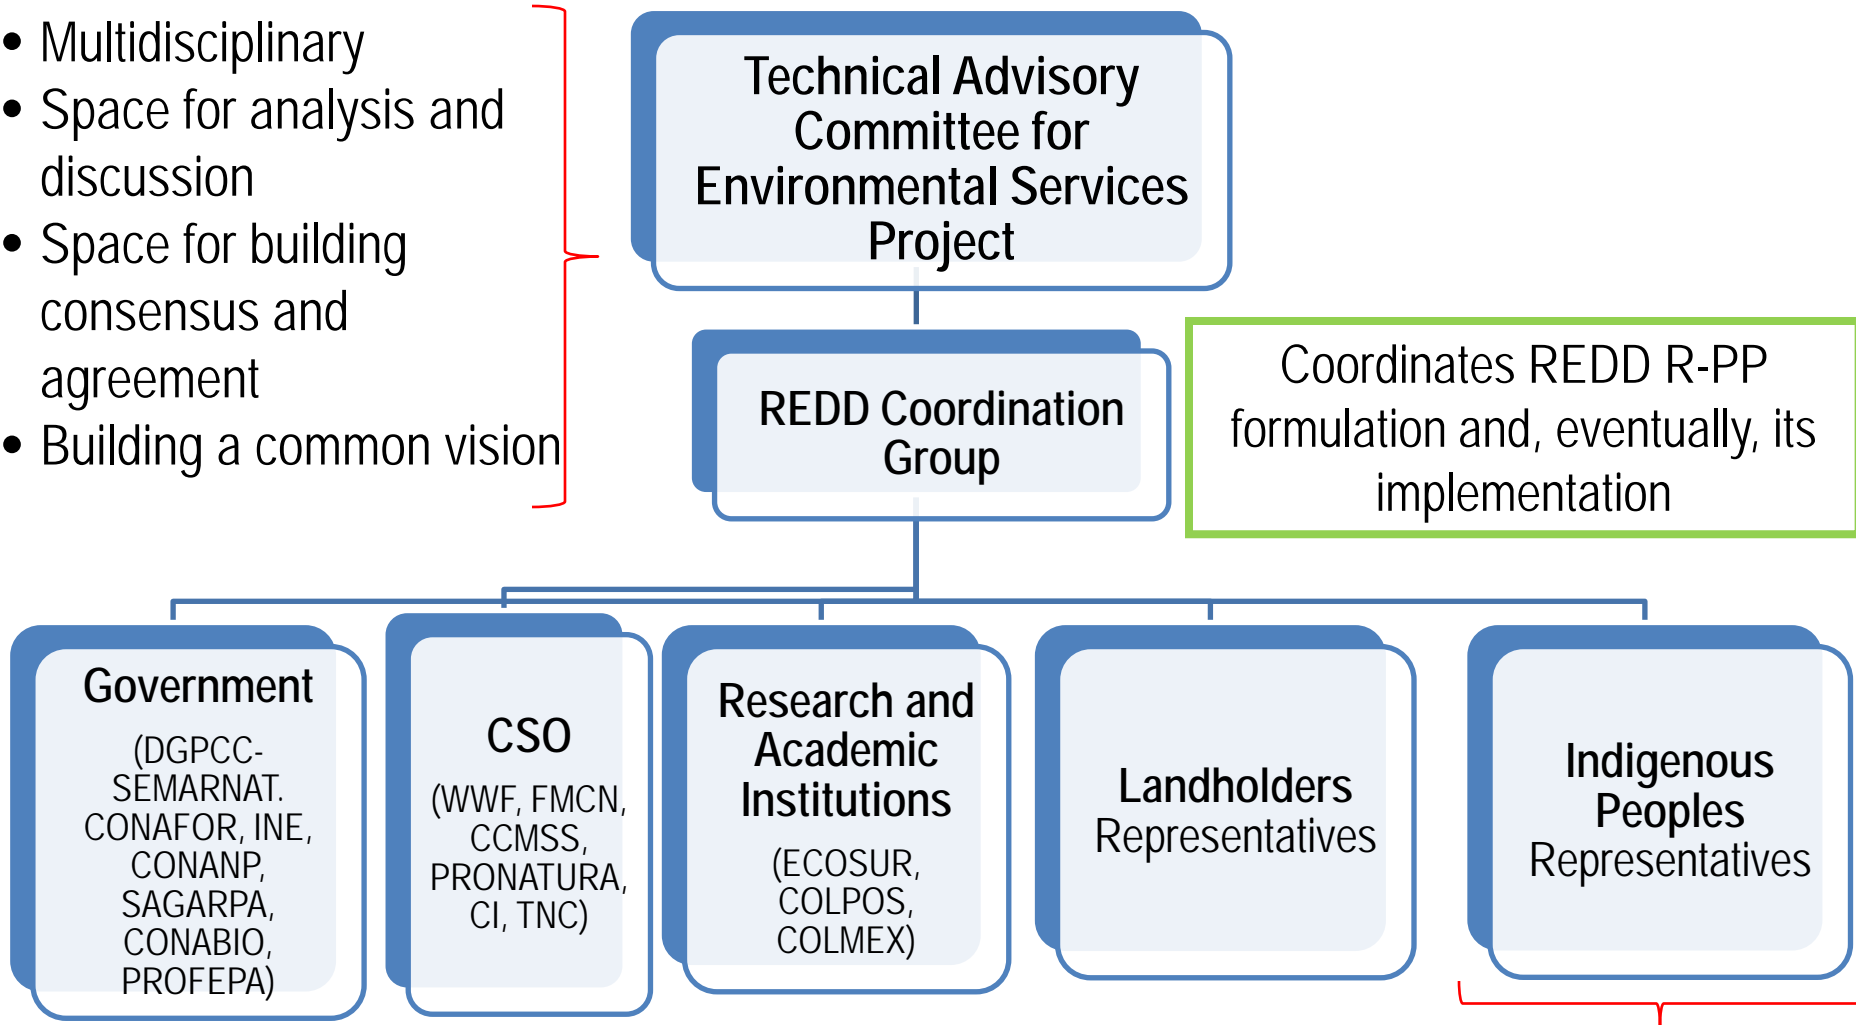 • Multidisciplinary
• Space for analysis and
discussion
• Space for building
consensus and
agreement
• Building a common vision
Technical Advisory
Committee for
Environmental Services
Project
REDD Coordination
Group
Coordinates REDD R-PP
formulation and, eventually, its
implementation
Government
(DGPCC-
SEMARNAT.
CONAFOR, INE,
CONANP,
SAGARPA,
CONABIO,
PROFEPA)
CSO
(WWF, FMCN,
CCMSS,
PRONATURA,
CI, TNC)
Research and
Academic
Institutions
(ECOSUR,
COLPOS,
COLMEX)
Landholders
Representatives
Indigenous
Peoples
Representatives